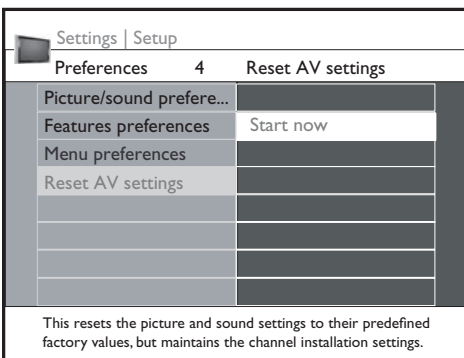 Settings | Setup
Preferences 4 Reset AV settings
Picture/sound prefere...
Features preferences Start now
Menu preferences
Reset AV settings
This resets the picture and sound settings to their predefined
factory values, but maintains the channel installation settings.